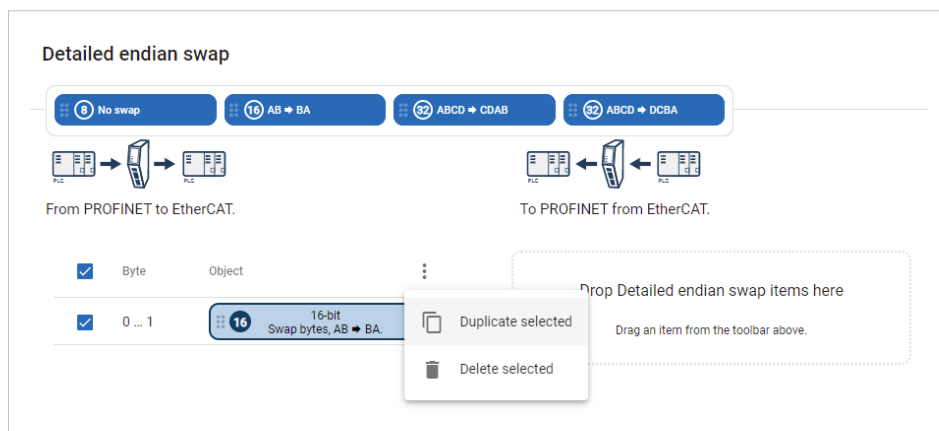 Detailed endian swap
8 No swap
16 AB ➡ BA
32 ABCD ➡ CDAB
32 ABCD ➡ DCBA
PLC
PLC
PLC
PLC
From PROFINET to EtherCAT.
To PROFINET from EtherCAT.
Byte
Object
0 ... 1
16
16-bit
Swap bytes, AB ➡ BA.
Duplicate selected
Delete selected
Drop Detailed endian swap items here
Drag an item from the toolbar above.